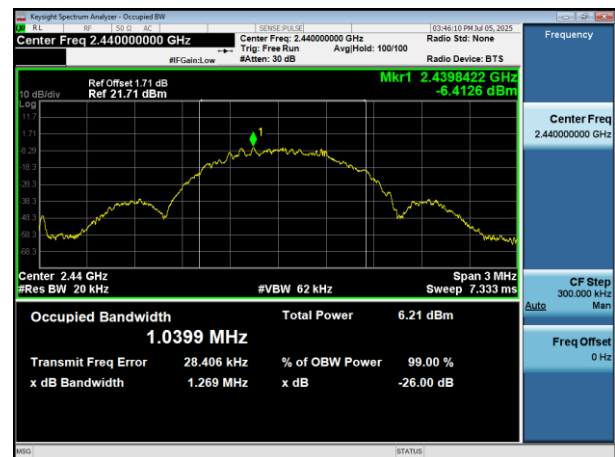 Keysight Spectrum Analyzer - Occupied BW
RL RF 50 Ω AC SENSE:PULSE 03:46:10 PM Jul 05, 2025
Center Freq 2.440000000 GHz Center Freq: 2.440000000 GHz Radio Std: None
Trig: Free Run Avg|Hold: 100/100
#IFGain:Low #Atten: 30 dB Radio Device: BTS
Ref Offset 1.71 dB Mkr1 2.4398422 GHz
10 dB/div Ref 21.71 dBm -6.4126 dBm
Log
11.7
1.71
-8.29
-18.3
-28.3
-38.3
-48.3
-58.3
-68.3
1
Center 2.44 GHz Span 3 MHz
#Res BW 20 kHz #VBW 62 kHz Sweep 7.333 ms
Occupied Bandwidth Total Power 6.21 dBm
1.0399 MHz
Transmit Freq Error 28.406 kHz % of OBW Power 99.00 %
x dB Bandwidth 1.269 MHz x dB -26.00 dB
MSG STATUS
Frequency
Center Freq
2.440000000 GHz
CF Step
300.000 kHz
Auto Man
Freq Offset
0 Hz